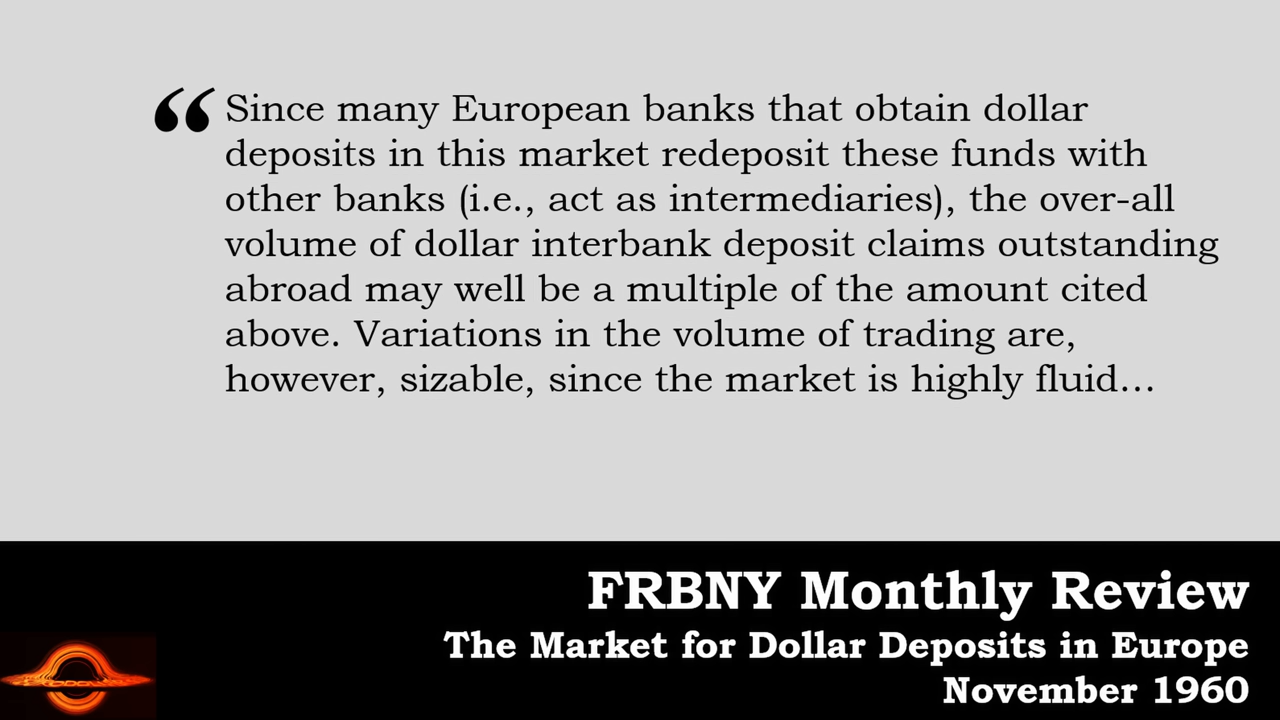 “Since many European banks that obtain dollar
deposits in this market redeposit these funds with
other banks (i.e., act as intermediaries), the over-all
volume of dollar interbank deposit claims outstanding
abroad may well be a multiple of the amount cited
above. Variations in the volume of trading are,
however, sizable, since the market is highly fluid…
FRBNY Monthly Review
The Market for Dollar Deposits in Europe
November 1960